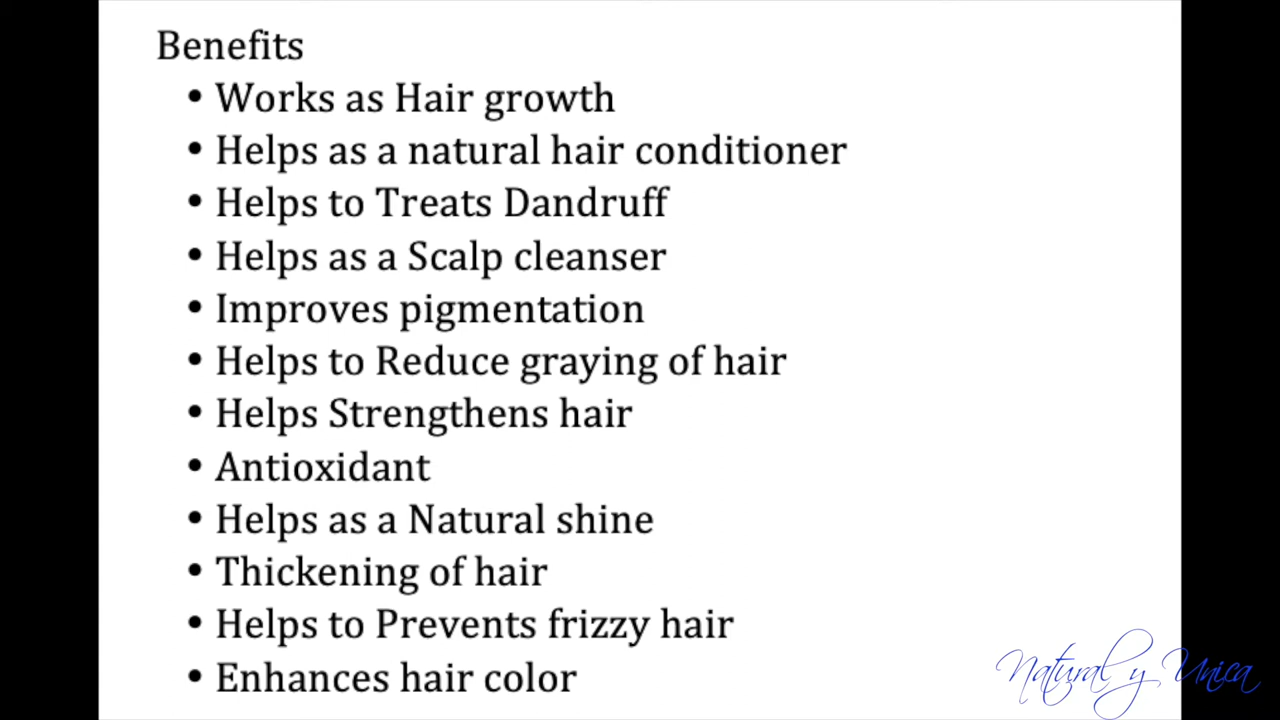 Benefits
• Works as Hair growth
• Helps as a natural hair conditioner
• Helps to Treats Dandruff
• Helps as a Scalp cleanser
• Improves pigmentation
• Helps to Reduce graying of hair
• Helps Strengthens hair
• Antioxidant
• Helps as a Natural shine
• Thickening of hair
• Helps to Prevents frizzy hair
• Enhances hair color
Natural y Unica